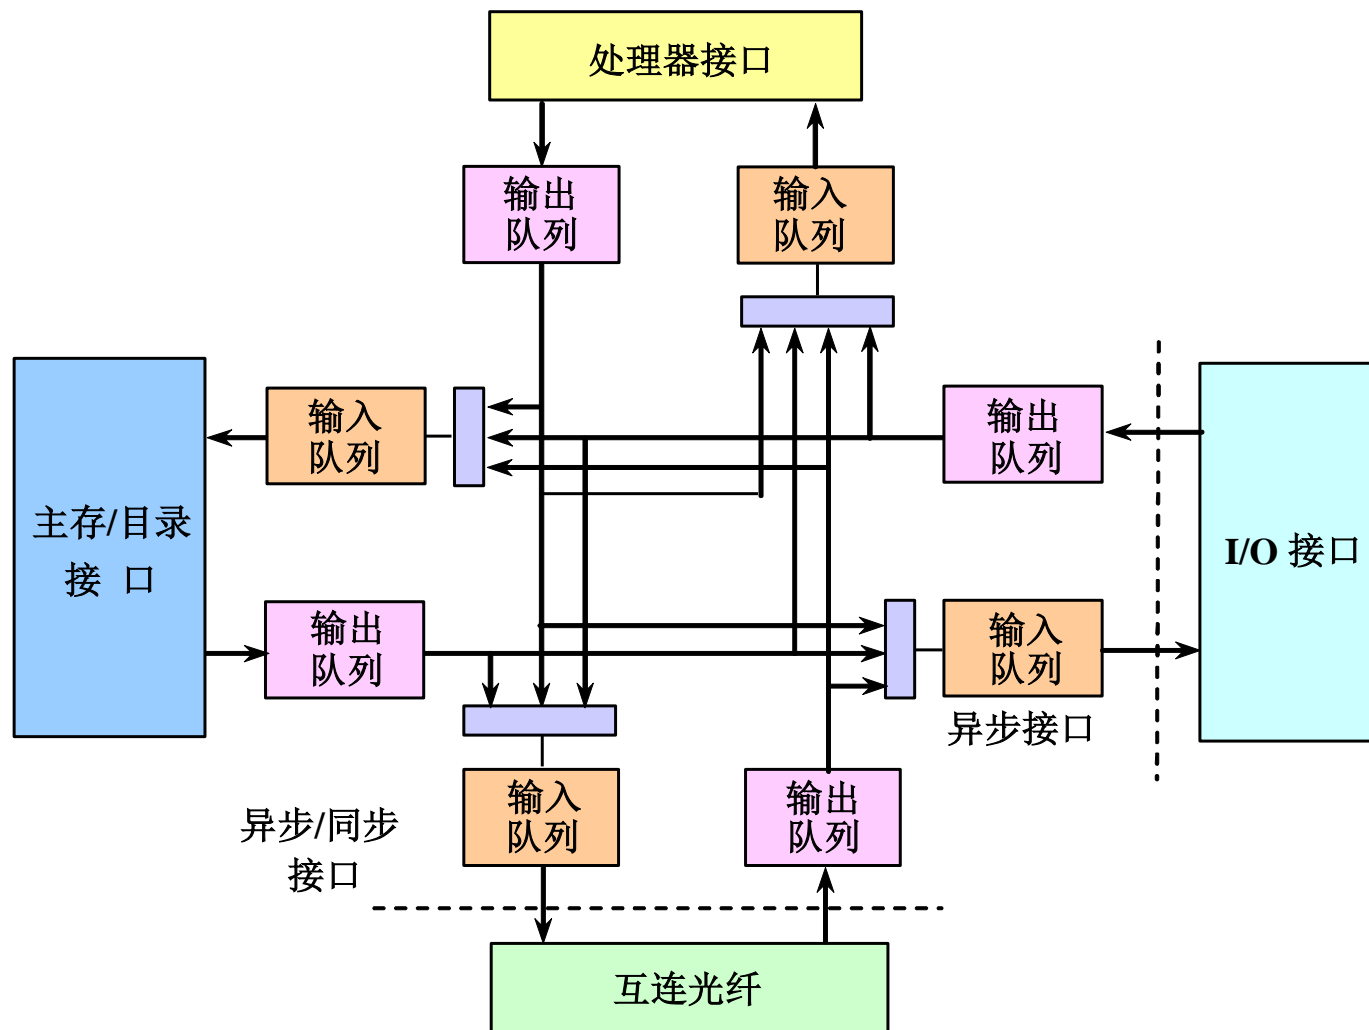 处理器接口
输出
队列
输入
队列
输入
队列
输出
队列
主存/目录
接 口
I/O 接口
输出
队列
输入
队列
异步接口
异步/同步
接口
输入
队列
输出
队列
互连光纤